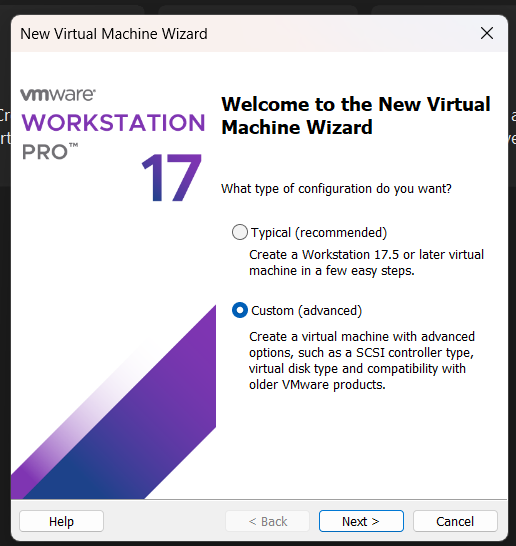 New Virtual Machine Wizard
vmware®
WORKSTATION
PRO™
17
Welcome to the New Virtual
Machine Wizard
What type of configuration do you want?
Typical (recommended)
Create a Workstation 17.5 or later virtual
machine in a few easy steps.
Custom (advanced)
Create a virtual machine with advanced
options, such as a SCSI controller type,
virtual disk type and compatibility with
older VMware products.
Help
< Back
Next >
Cancel